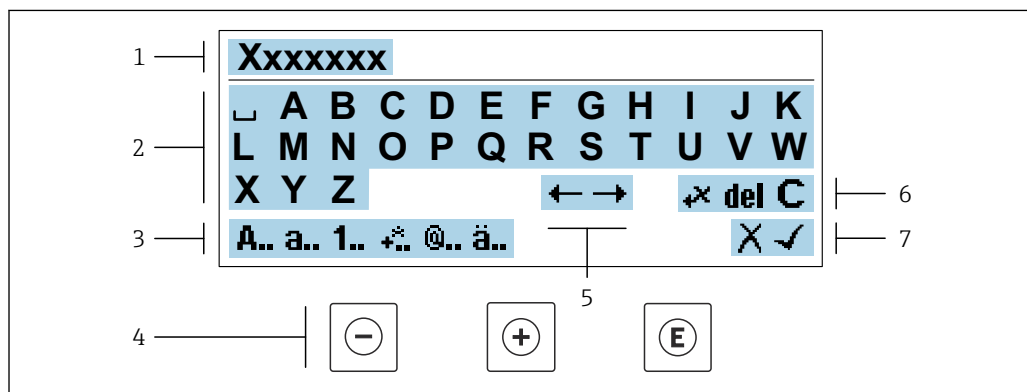 1 Xxxxxxx
␣ A B C D E F G H I J K
2 L M N O P Q R S T U V W
X Y Z ← → +x del C 6
3 A.. a.. 1.. +*.. @.. ä.. X ✓ 7
5
4 − + E